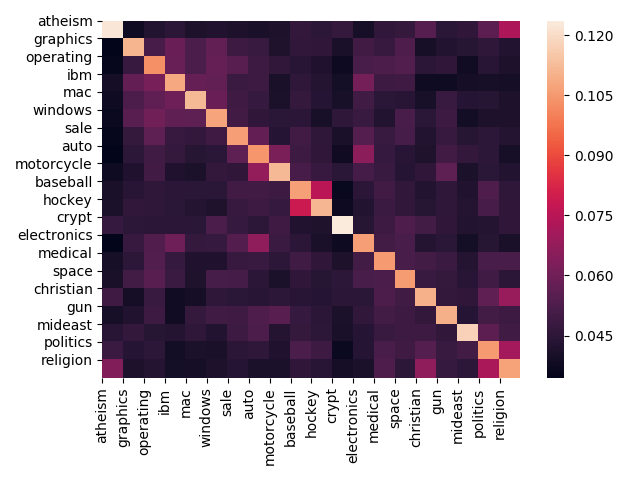 atheism
graphics
operating
ibm
mac
windows
sale
auto
motorcycle
baseball
hockey
crypt
electronics
medical
space
christian
gun
mideast
politics
religion
atheism
graphics
operating
ibm
mac
windows
sale
auto
motorcycle
baseball
hockey
crypt
electronics
medical
space
christian
gun
mideast
politics
religion
0.120
0.105
0.090
0.075
0.060
0.045